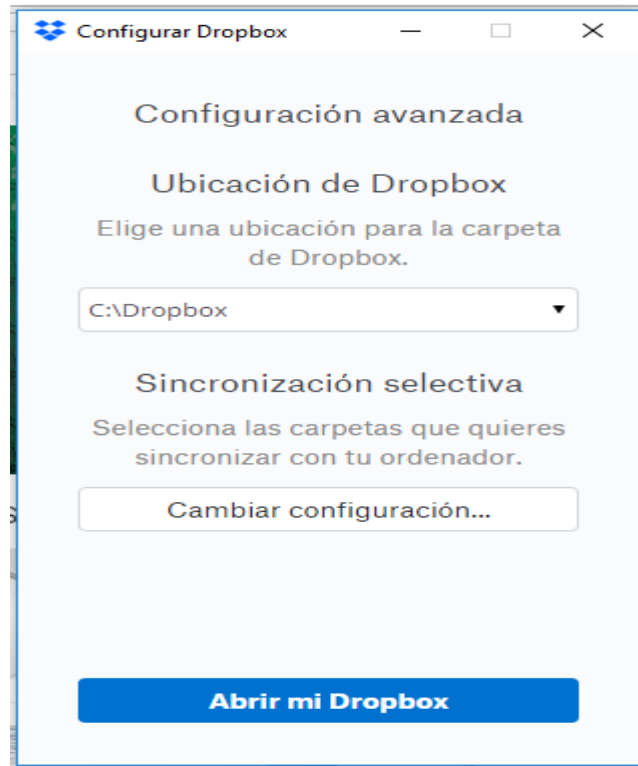 Configurar Dropbox
Configuración avanzada
Ubicación de Dropbox
Elige una ubicación para la carpeta
de Dropbox.
C:\Dropbox
Sincronización selectiva
Selecciona las carpetas que quieres
sincronizar con tu ordenador.
Cambiar configuración...
Abrir mi Dropbox